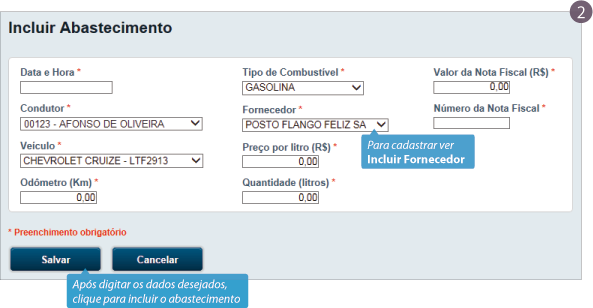 2
Incluir Abastecimento
Data e Hora *
Tipo de Combustível *
Valor da Nota Fiscal (R$) *
GASOLINA
0,00
Condutor *
Fornecedor *
Número da Nota Fiscal *
00123 - AFONSO DE OLIVEIRA
POSTO FLANGO FELIZ SA
Veículo *
Preço por litro (R$) *
Para cadastrar ver
Incluir Fornecedor
CHEVROLET CRUIZE - LTF2913
0,00
Odômetro (Km) *
Quantidade (litros) *
0,00
0,00
* Preenchimento obrigatório
Salvar
Cancelar
Após digitar os dados desejados,
clique para incluir o abastecimento